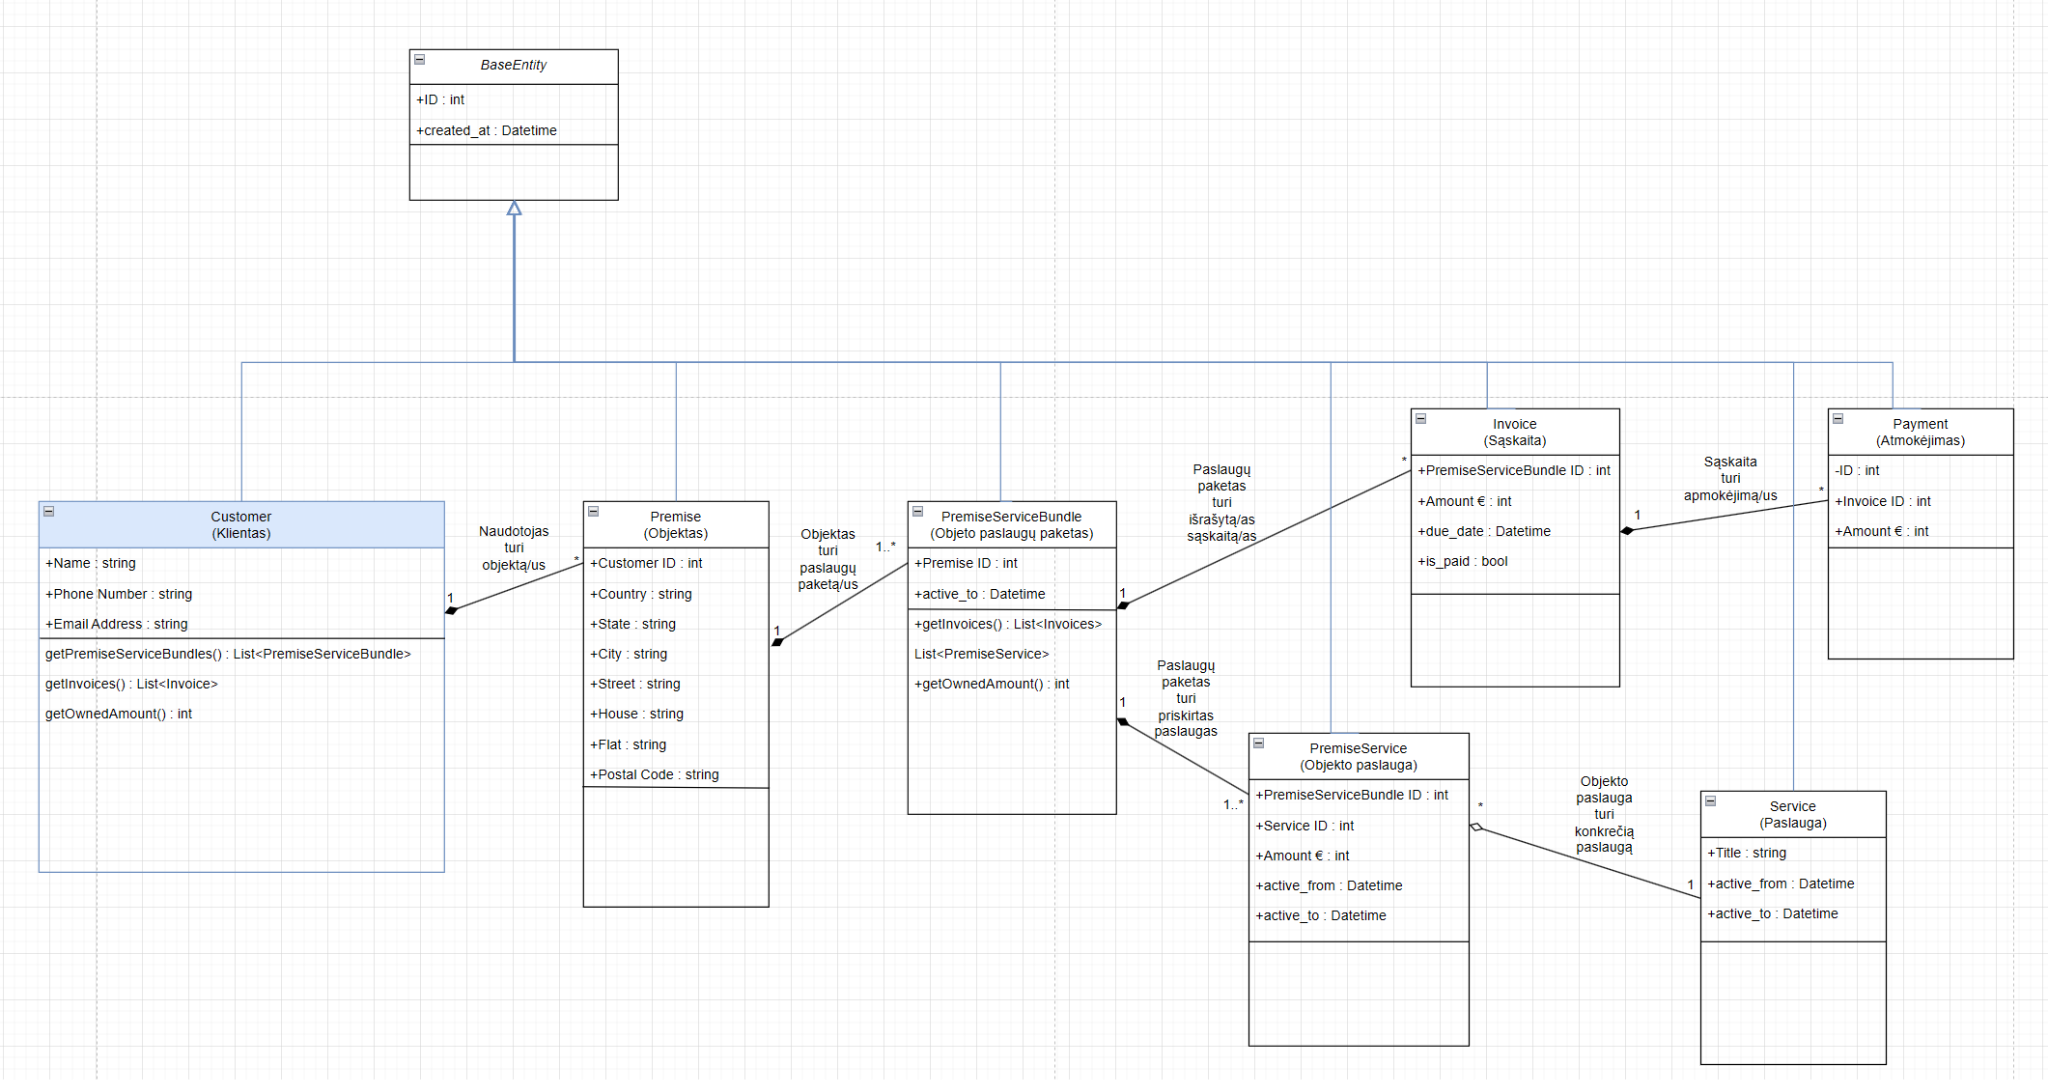 BaseEntity
+ID : int
+created_at : Datetime
Customer
(Klientas)
+Name : string
+Phone Number : string
+Email Address : string
getPremiseServiceBundles() : List<PremiseServiceBundle>
getInvoices() : List<Invoice>
getOwnedAmount() : int
Naudotojas
turi
objektą/us
1
*
Premise
(Objektas)
+Customer ID : int
+Country : string
+State : string
+City : string
+Street : string
+House : string
+Flat : string
+Postal Code : string
Objektas
turi
paslaugų
paketą/us
1
1..*
PremiseServiceBundle
(Objeto paslaugų paketas)
+Premise ID : int
+active_to : Datetime
+getInvoices() : List<Invoices>
List<PremiseService>
+getOwnedAmount() : int
Paslaugų
paketas
turi
išrašytą/as
sąskaitą/as
1
*
Paslaugų
paketas
turi
priskirtas
paslaugas
1
1..*
Invoice
(Sąskaita)
+PremiseServiceBundle ID : int
+Amount € : int
+due_date : Datetime
+is_paid : bool
Sąskaita
turi
apmokėjimą/us
1
*
Payment
(Atmokėjimas)
-ID : int
+Invoice ID : int
+Amount € : int
PremiseService
(Objekto paslauga)
+PremiseServiceBundle ID : int
+Service ID : int
+Amount € : int
+active_from : Datetime
+active_to : Datetime
Objekto
paslauga
turi
konkrečią
paslaugą
*
1
Service
(Paslauga)
+Title : string
+active_from : Datetime
+active_to : Datetime